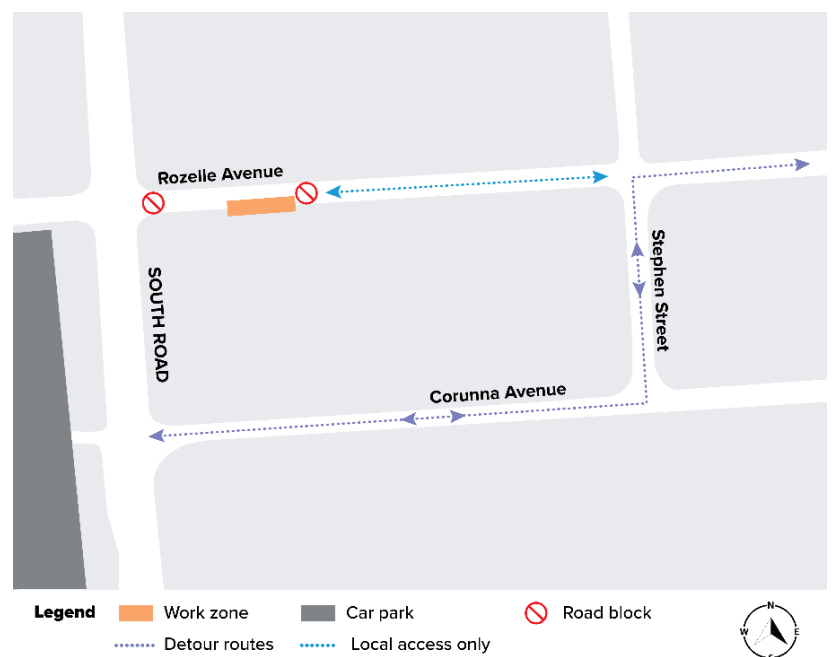 Rozelle Avenue
SOUTH ROAD
Stephen Street
Corunna Avenue
Legend
Work zone
Car park
Road block
Detour routes
Local access only
N
W
E